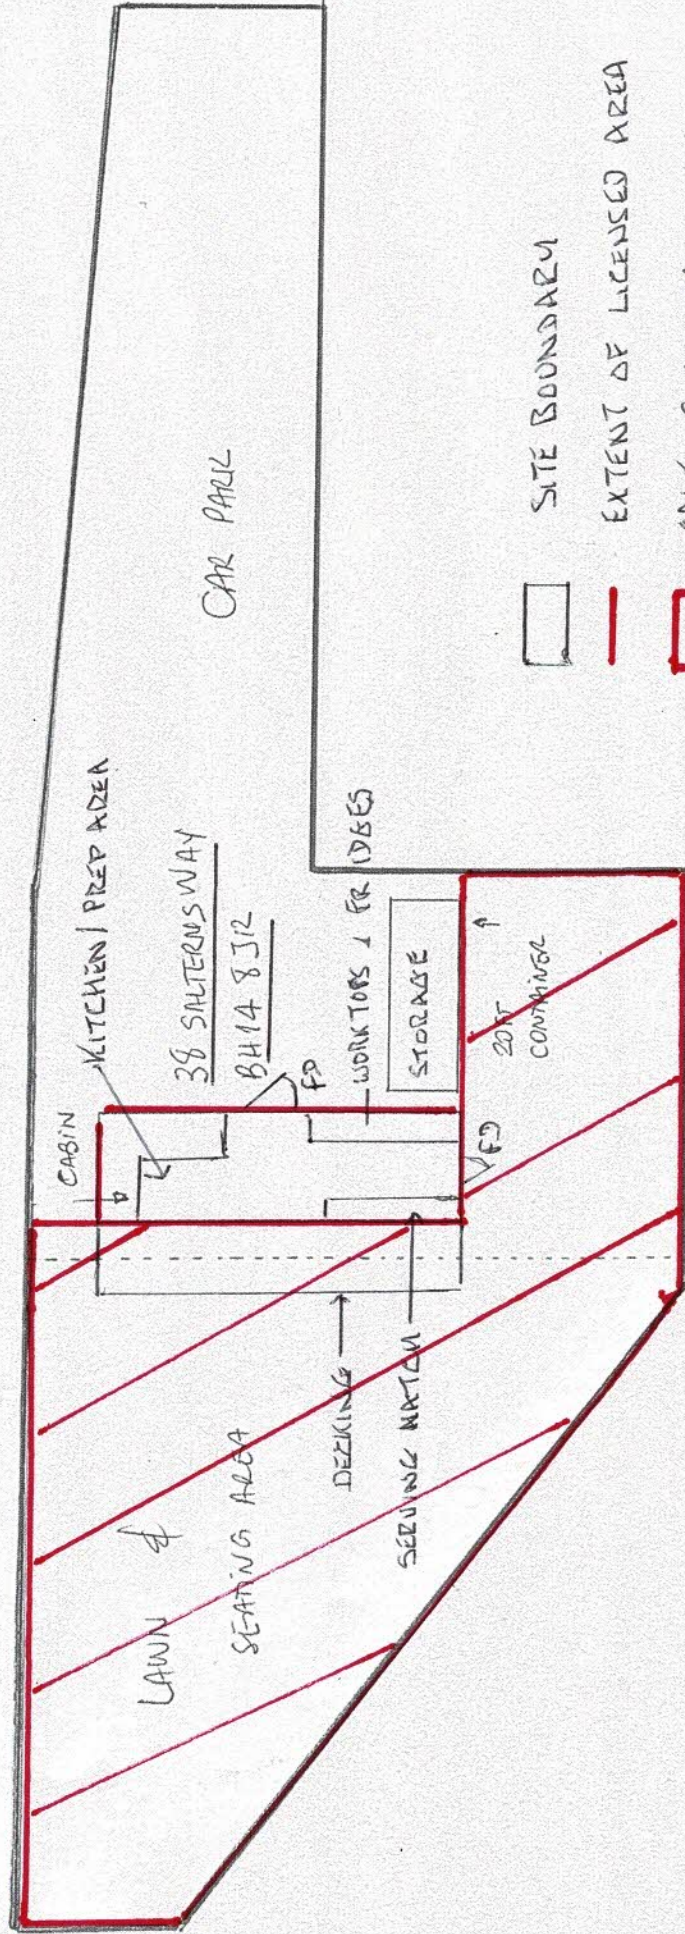 CAR PARK
KITCHEN/PREP AREA
CABIN
38 SALTERNS WAY
BH14 8JR
FD
WORKTOPS & FRIDGES
STORAGE
FD
20FT
CONTAINER
DECKING
SERVING HATCH
LAWN &
SEATING AREA
SITE BOUNDARY
EXTENT OF LICENSED AREA